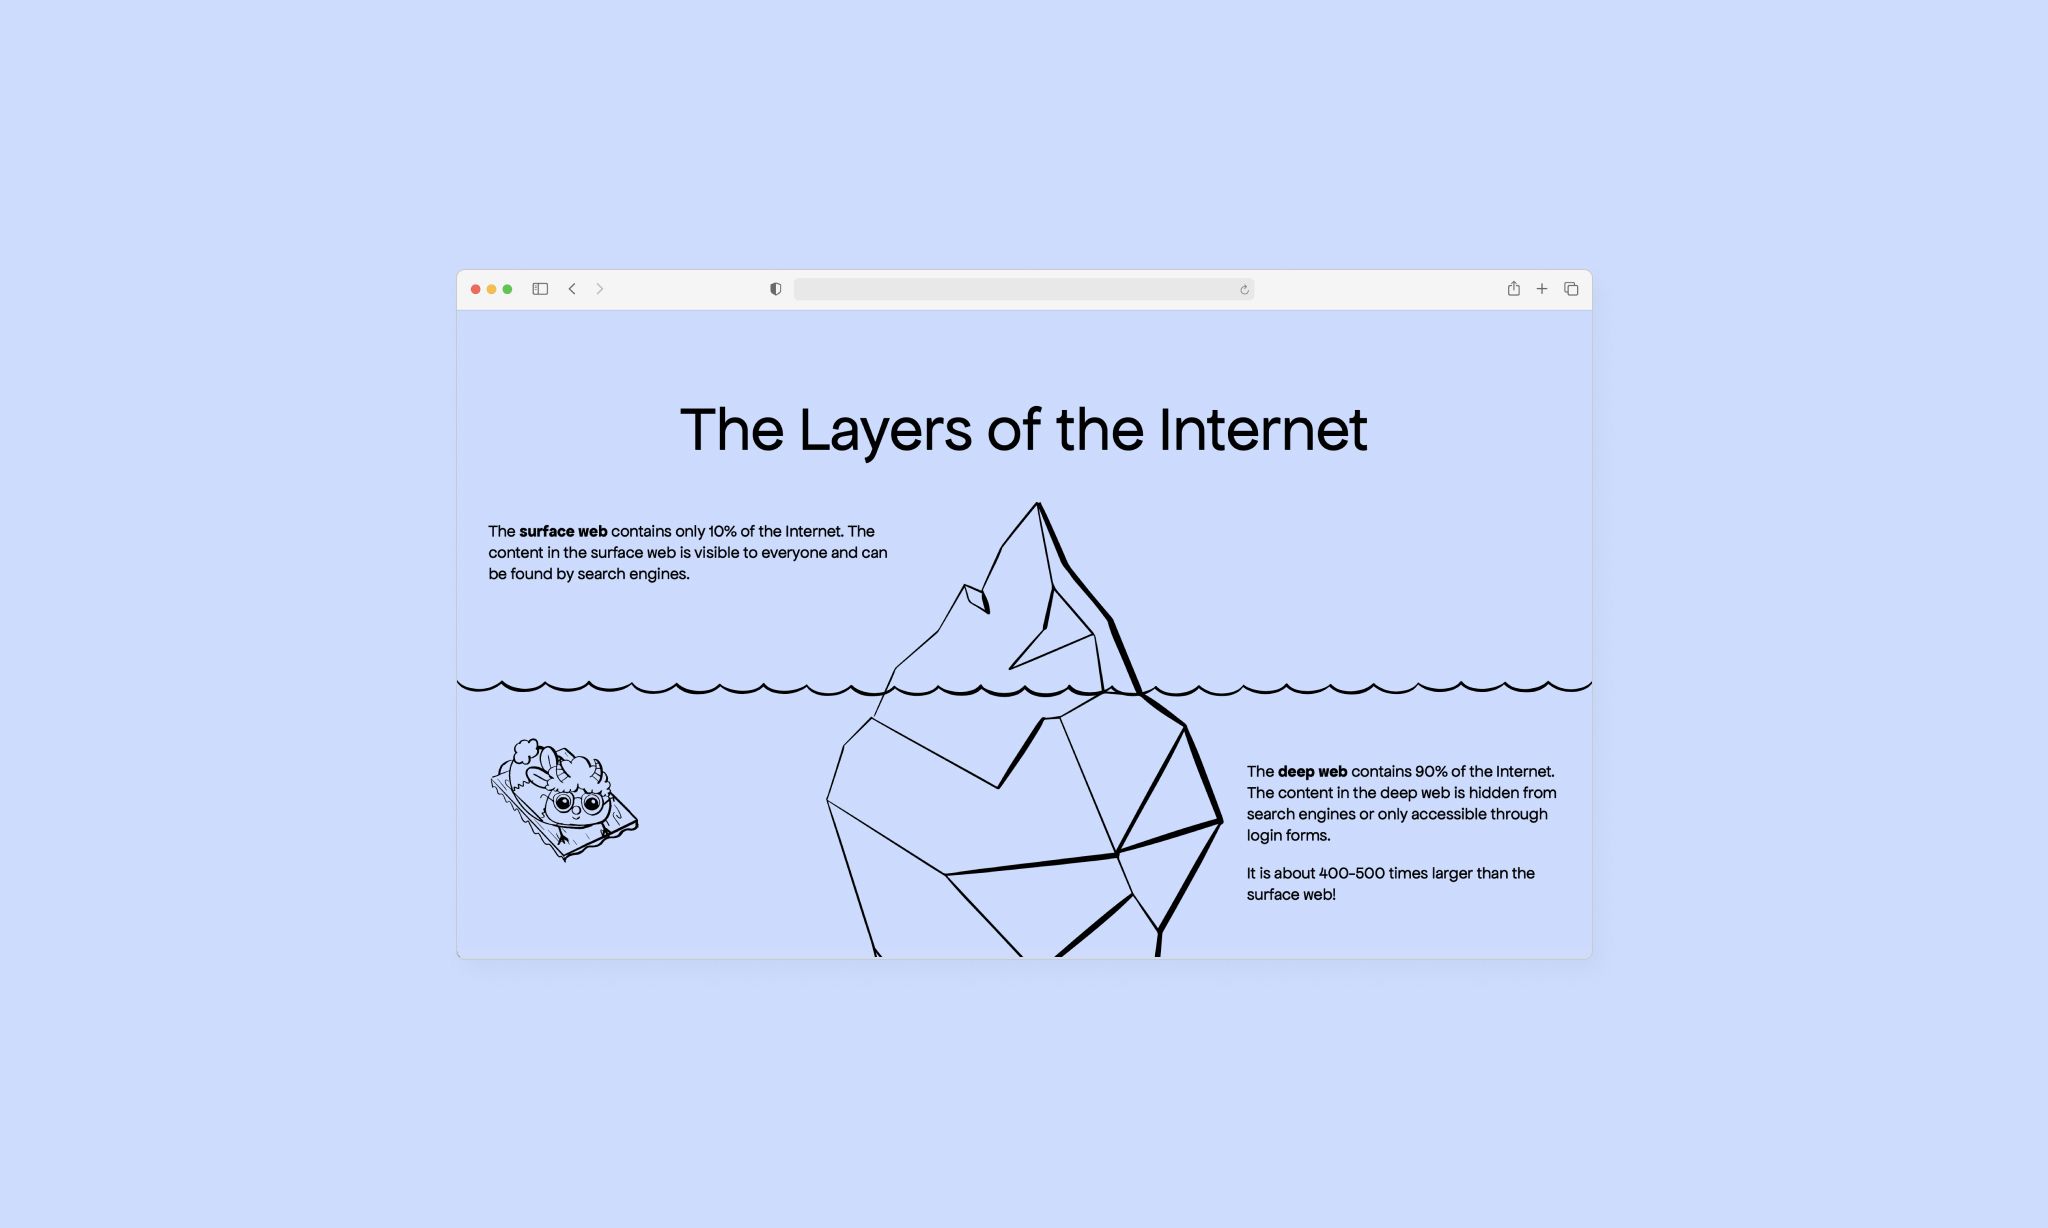 The Layers of the Internet
The surface web contains only 10% of the Internet. The
content in the surface web is visible to everyone and can
be found by search engines.
The deep web contains 90% of the Internet.
The content in the deep web is hidden from
search engines or only accessible through
login forms.
It is about 400-500 times larger than the
surface web!